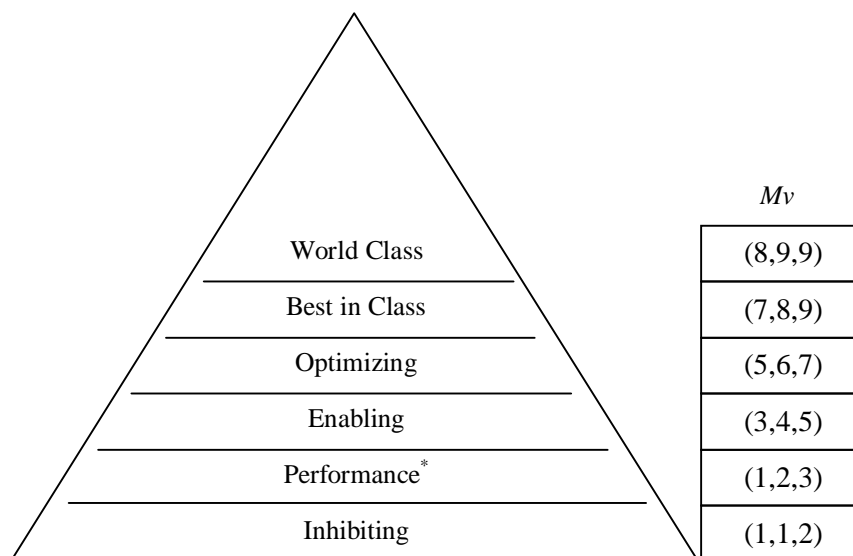 Mv
World Class (8,9,9)
Best in Class (7,8,9)
Optimizing (5,6,7)
Enabling (3,4,5)
Performance* (1,2,3)
Inhibiting (1,1,2)